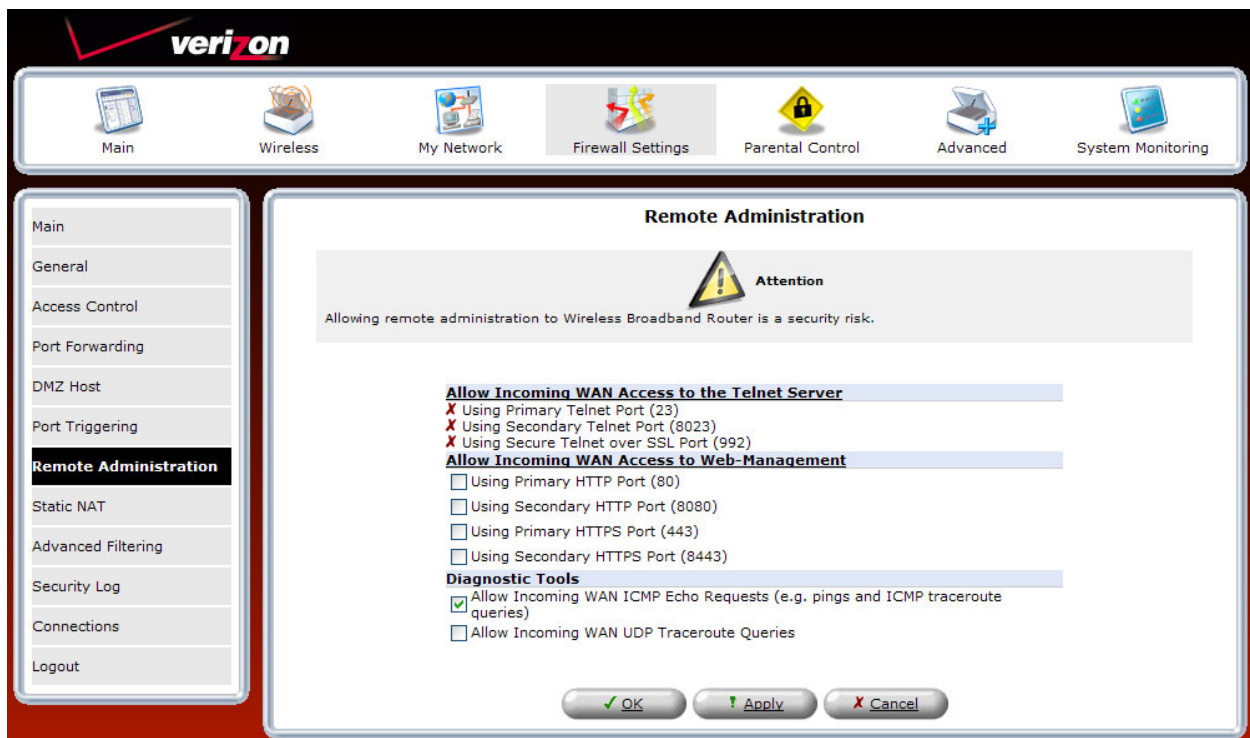 verizon
Main
Wireless
My Network
Firewall Settings
Parental Control
Advanced
System Monitoring
Main
General
Access Control
Port Forwarding
DMZ Host
Port Triggering
Remote Administration
Static NAT
Advanced Filtering
Security Log
Connections
Logout
Remote Administration
Attention
Allowing remote administration to Wireless Broadband Router is a security risk.
Allow Incoming WAN Access to the Telnet Server
✗ Using Primary Telnet Port (23)
✗ Using Secondary Telnet Port (8023)
✗ Using Secure Telnet over SSL Port (992)
Allow Incoming WAN Access to Web-Management
Using Primary HTTP Port (80)
Using Secondary HTTP Port (8080)
Using Primary HTTPS Port (443)
Using Secondary HTTPS Port (8443)
Diagnostic Tools
Allow Incoming WAN ICMP Echo Requests (e.g. pings and ICMP traceroute
queries)
Allow Incoming WAN UDP Traceroute Queries
✓ OK
! Apply
✗ Cancel